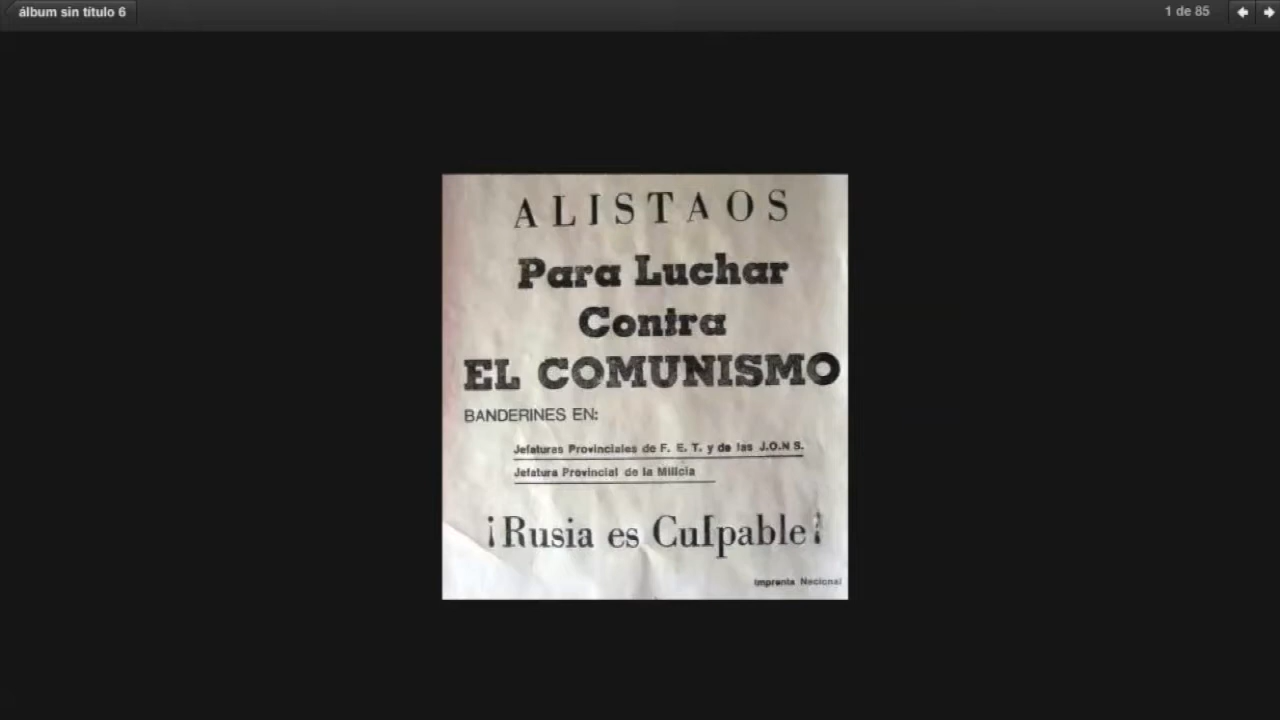 álbum sin título 6
1 de 85
ALISTAOS
Para Luchar
Contra
EL COMUNISMO
BANDERINES EN:
Jefaturas Provinciales de F. E. T. y de las J.O.N S.
Jefatura Provincial de la Milicia
¡Rusia es Culpable!
Imprenta Nacional